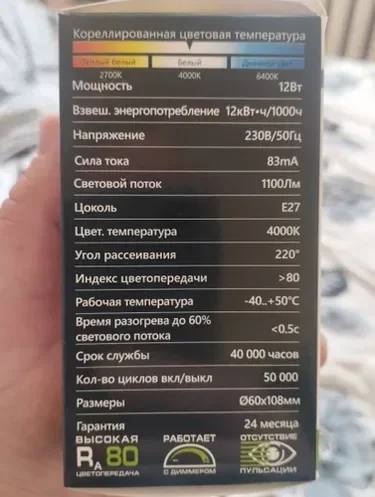 Кореллированная цветовая температура
Теплый белый Белый Дневной свет
2700K 4000K 6400K
Мощность 12Вт
Взвеш. энергопотребление 12кВт•ч/1000ч
Напряжение 230В/50Гц
Сила тока 83mA
Световой поток 1100Лм
Цоколь E27
Цвет. температура 4000K
Угол рассеивания 220°
Индекс цветопередачи >80
Рабочая температура -40..+50°C
Время разогрева до 60%
светового потока <0.5с
Срок службы 40 000 часов
Кол-во циклов вкл/выкл 50 000
Размеры Ø60x108мм
Гарантия 24 месяца
ВЫСОКАЯ
RA 80
ЦВЕТОПЕРЕДАЧА
РАБОТАЕТ
С ДИММЕРОМ
ОТСУТСТВИЕ
ПУЛЬСАЦИИ